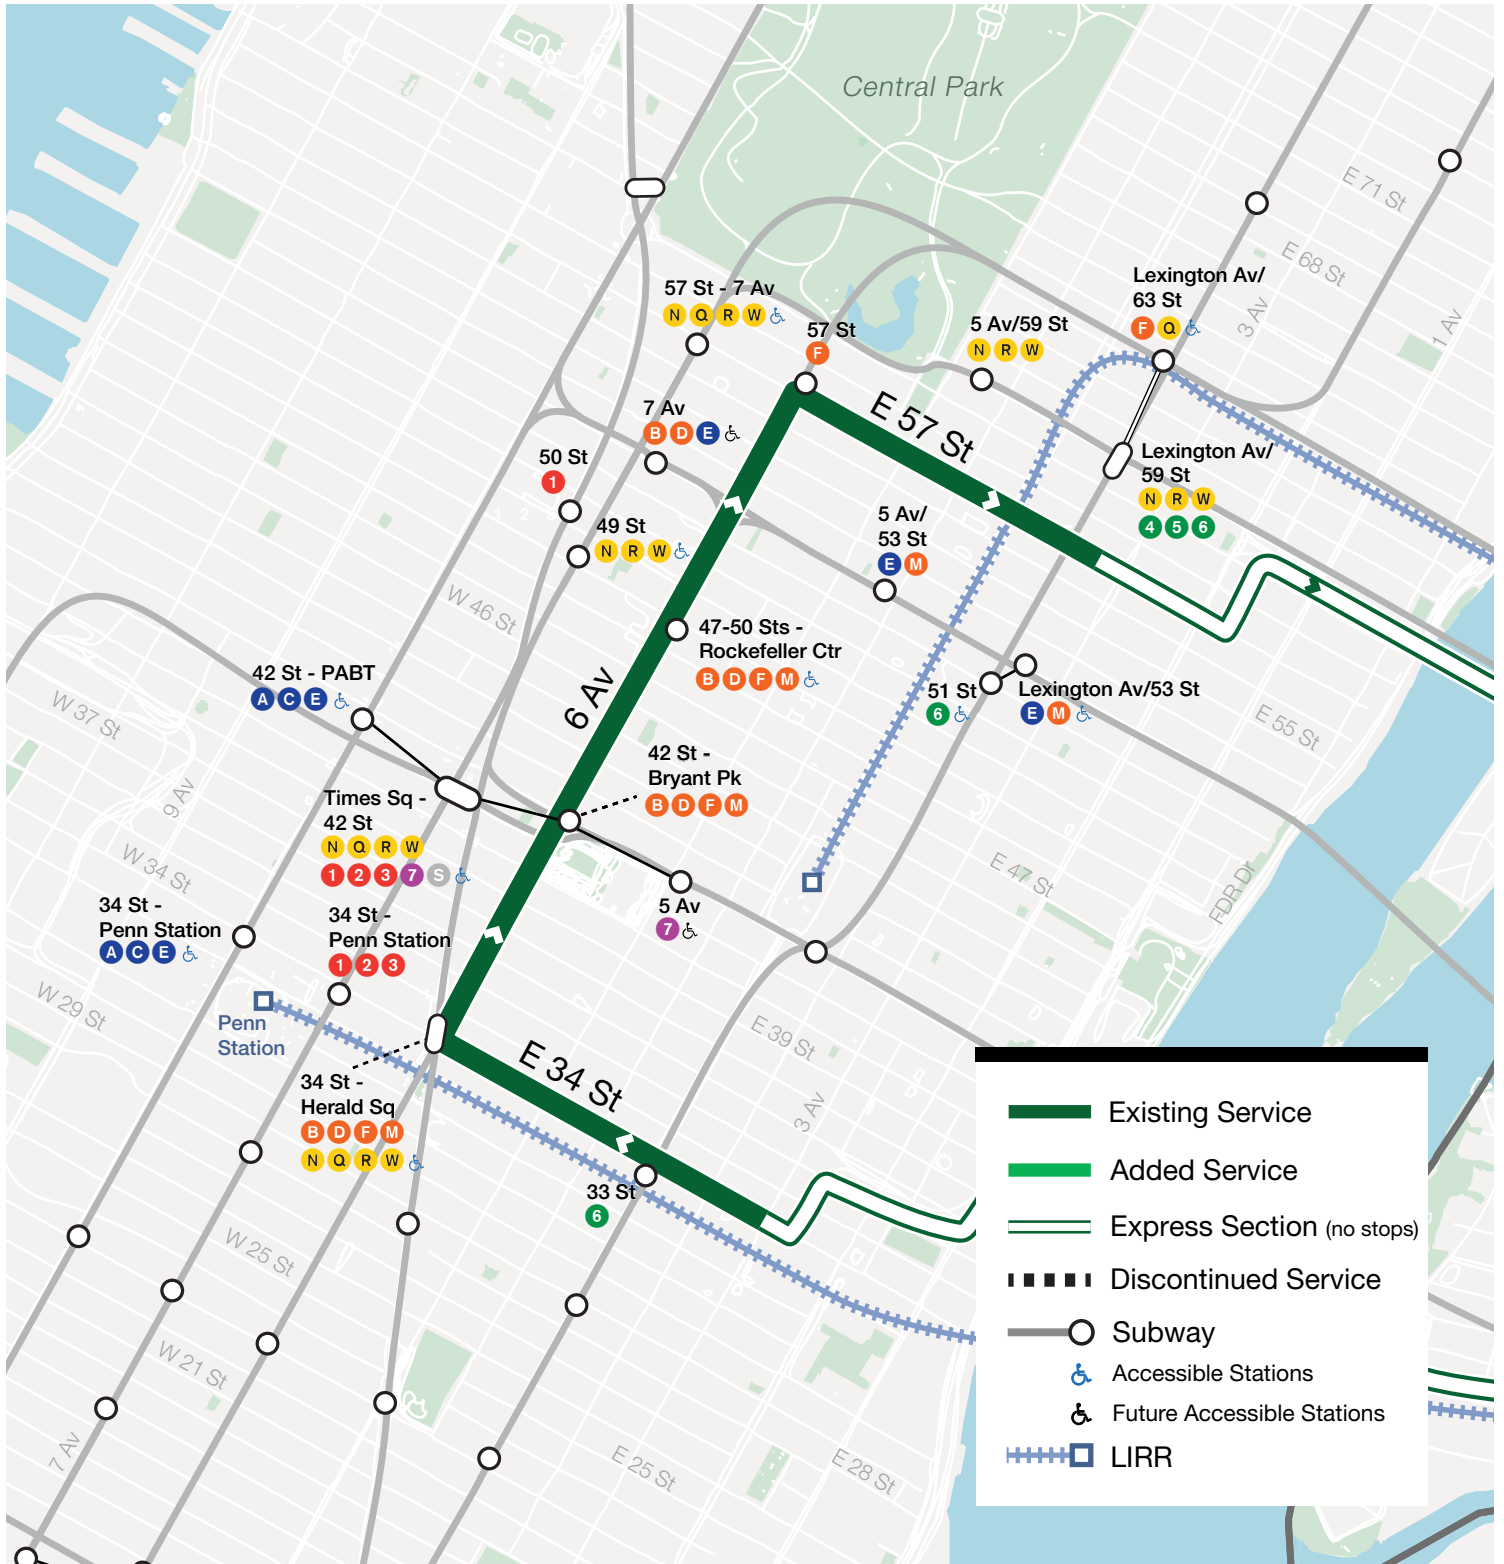 Central Park
E 71 St
E 68 St
Lexington Av/
63 St
F Q
3 Av
1 Av
57 St - 7 Av
N Q R W
57 St
F
5 Av/59 St
N R W
E 57 St
7 Av
B D E
50 St
1
2
49 St
N R W
Lexington Av/
59 St
N R W
4 5 6
5 Av/
53 St
E M
W 46 St
47-50 Sts -
Rockefeller Ctr
B D F M
6 Av
42 St - PABT
A C E
W 37 St
51 St
6
Lexington Av/53 St
E M
E 55 St
42 St -
Bryant Pk
B D F M
9 Av
Times Sq -
42 St
N Q R W
1 2 3 7 S
W 34 St
E 47 St
FDR Dr
5 Av
7
34 St -
Penn Station
A C E
34 St -
Penn Station
1 2 3
W 29 St
Penn
Station
E 39 St
E 34 St
3 Av
34 St -
Herald Sq
B D F M
N Q R W
33 St
6
W 25 St
W 21 St
7 Av
E 25 St
E 28 St
Existing Service
Added Service
Express Section (no stops)
Discontinued Service
Subway
Accessible Stations
Future Accessible Stations
LIRR